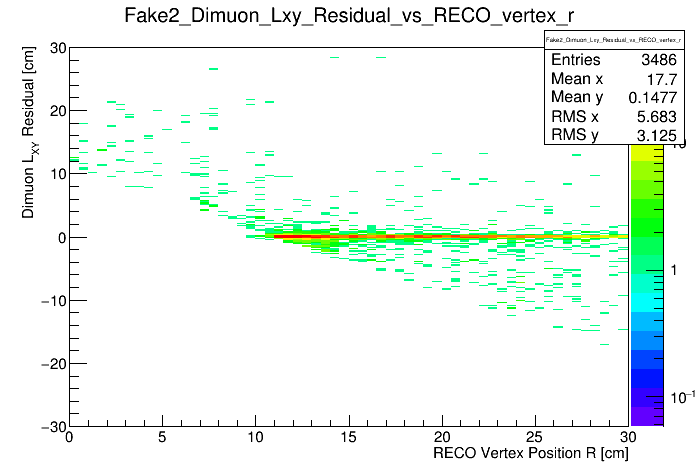 Fake2_Dimuon_Lxy_Residual_vs_RECO_vertex_r
Fake2_Dimuon_Lxy_Residual_vs_RECO_vertex_r
Entries 3486
Mean x 17.7
Mean y 0.1477
RMS x 5.683
RMS y 3.125
Dimuon LXY Residual [cm]
30
20
10
0
−10
−20
−30
0 5 10 15 20 25 30
RECO Vertex Position R [cm]
10
1
10−1